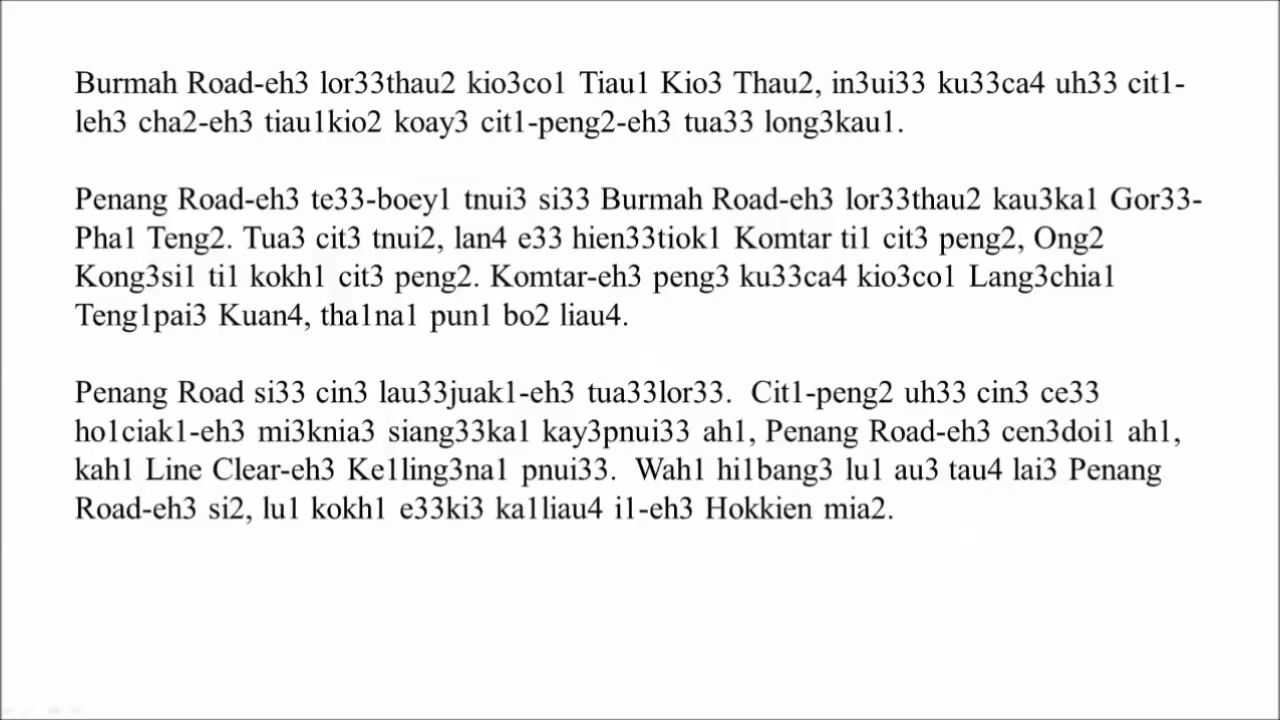 Burmah Road-eh3 lor33thau2 kio3co1 Tiau1 Kio3 Thau2, in3ui33 ku33ca4 uh33 cit1-
leh3 cha2-eh3 tiau1kio2 koay3 cit1-peng2-eh3 tua33 long3kau1.
Penang Road-eh3 te33-boey1 tnui3 si33 Burmah Road-eh3 lor33thau2 kau3ka1 Gor33-
Pha1 Teng2. Tua3 cit3 tnui2, lan4 e33 hien33tiok1 Komtar ti1 cit3 peng2, Ong2
Kong3si1 ti1 kokh1 cit3 peng2. Komtar-eh3 peng3 ku33ca4 kio3co1 Lang3chia1
Teng1pai3 Kuan4, tha1na1 pun1 bo2 liau4.
Penang Road si33 cin3 lau33juak1-eh3 tua33lor33.  Cit1-peng2 uh33 cin3 ce33
ho1ciak1-eh3 mi3knia3 siang33ka1 kay3pnui33 ah1, Penang Road-eh3 cen3doi1 ah1,
kah1 Line Clear-eh3 Ke1ling3na1 pnui33.  Wah1 hi1bang3 lu1 au3 tau4 lai3 Penang
Road-eh3 si2, lu1 kokh1 e33ki3 ka1liau4 i1-eh3 Hokkien mia2.